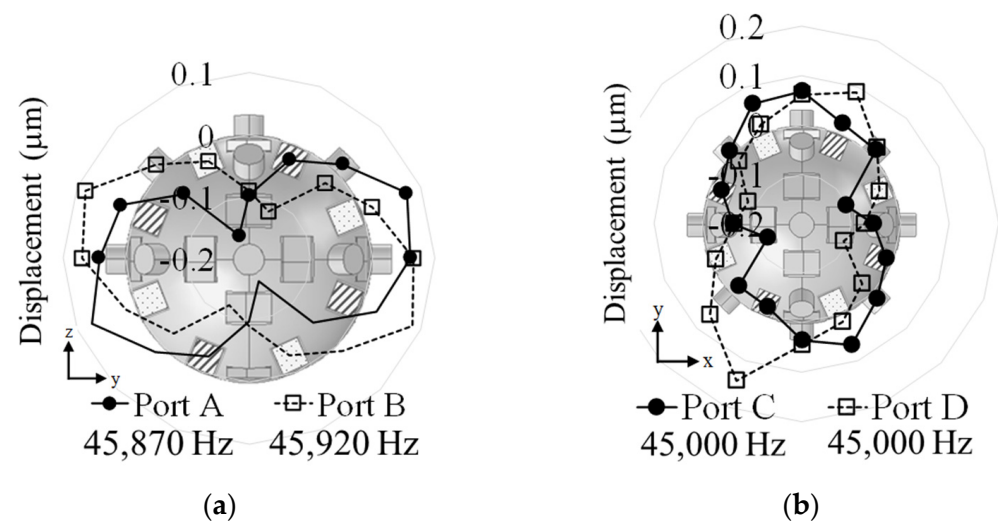 Displacement (μm)
0.1
0
-0.1
-0.2
z
y
Port A
Port B
45,870 Hz
45,920 Hz
(a)
Displacement (μm)
0.2
0.1
0
-0.1
-0.2
y
x
Port C
Port D
45,000 Hz
45,000 Hz
(b)